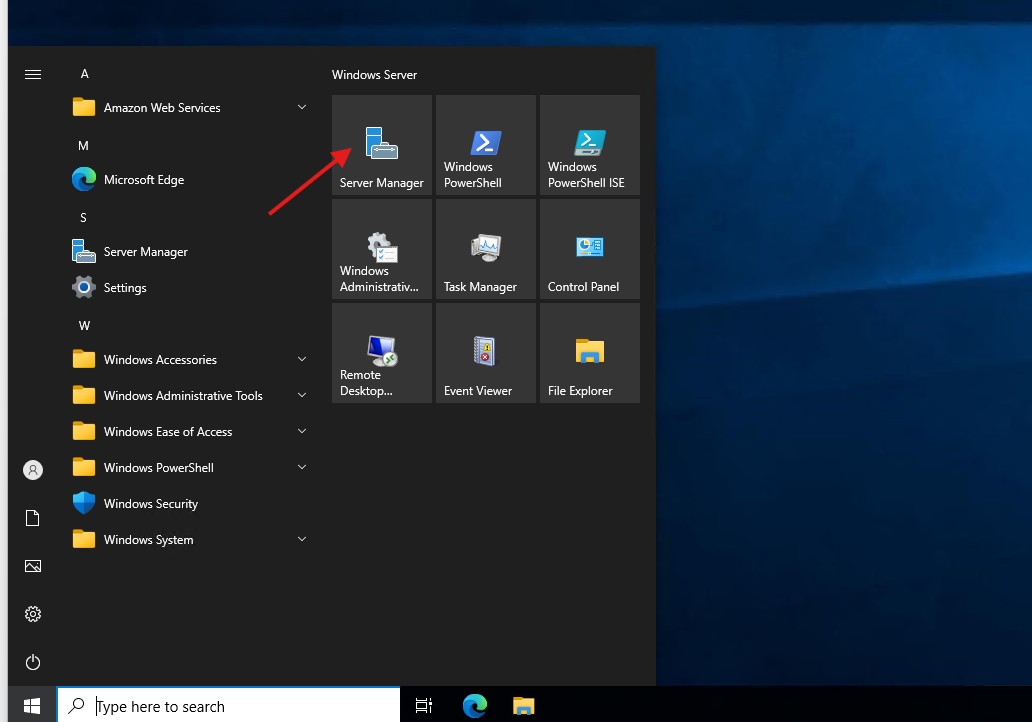 A
Amazon Web Services
M
Microsoft Edge
S
Server Manager
Settings
W
Windows Accessories
Windows Administrative Tools
Windows Ease of Access
Windows PowerShell
Windows Security
Windows System
Windows Server
Server Manager
Windows
PowerShell
Windows
PowerShell ISE
Windows
Administrativ...
Task Manager
Control Panel
Remote
Desktop...
Event Viewer
File Explorer
Type here to search